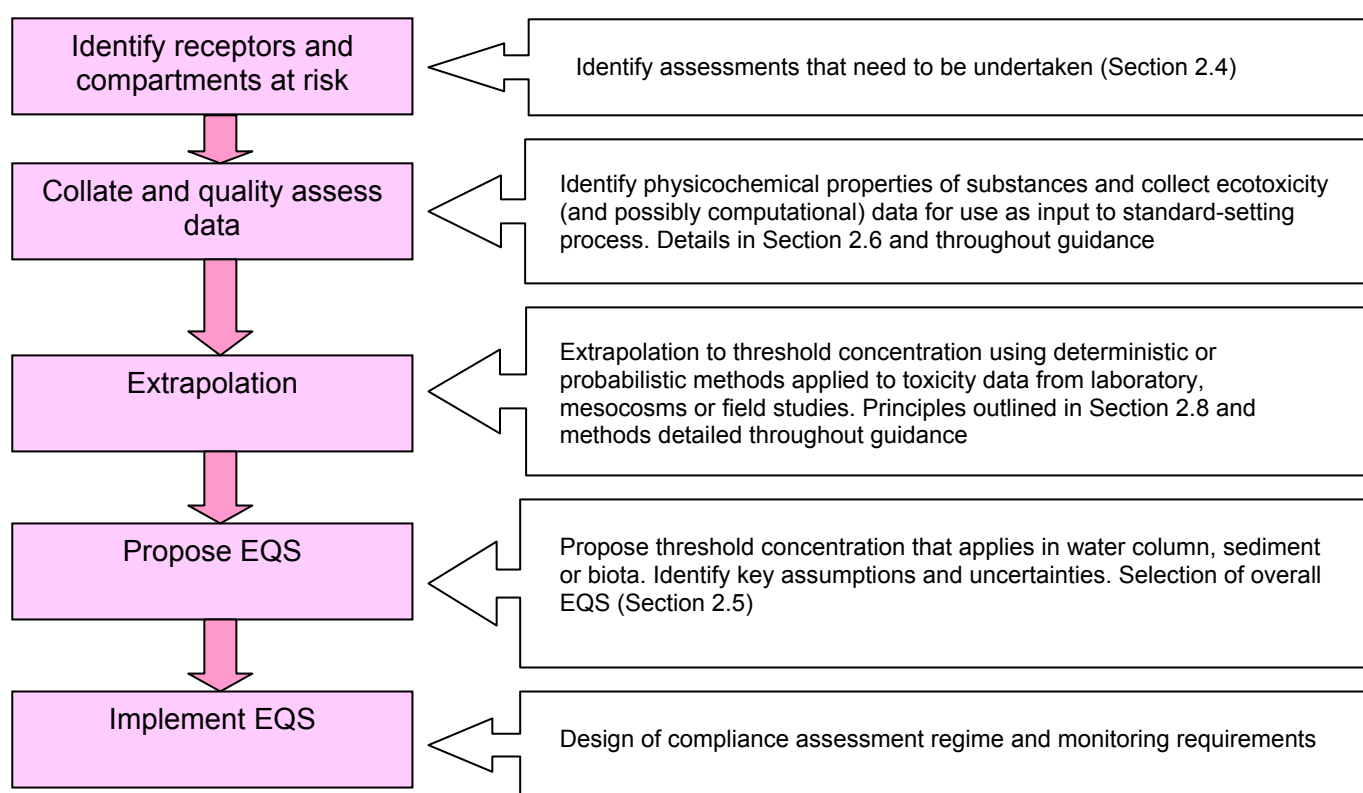 Identify receptors and
compartments at risk
Identify assessments that need to be undertaken (Section 2.4)
Collate and quality assess
data
Identify physicochemical properties of substances and collect ecotoxicity
(and possibly computational) data for use as input to standard-setting
process. Details in Section 2.6 and throughout guidance
Extrapolation
Extrapolation to threshold concentration using deterministic or
probabilistic methods applied to toxicity data from laboratory,
mesocosms or field studies. Principles outlined in Section 2.8 and
methods detailed throughout guidance
Propose EQS
Propose threshold concentration that applies in water column, sediment
or biota. Identify key assumptions and uncertainties. Selection of overall
EQS (Section 2.5)
Implement EQS
Design of compliance assessment regime and monitoring requirements